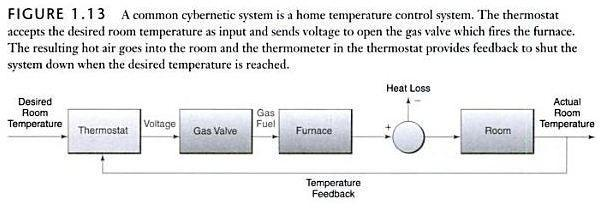 FIGURE 1.13 A common cybernetic system is a home temperature control system. The thermostat
accepts the desired room temperature as input and sends voltage to open the gas valve which fires the furnace.
The resulting hot air goes into the room and the thermometer in the thermostat provides feedback to shut the
system down when the desired temperature is reached.
Heat Loss
Desired
Room
Temperature
Thermostat
Voltage
Gas Valve
Gas
Fuel
Furnace
+
−
Room
Actual
Room
Temperature
Temperature
Feedback